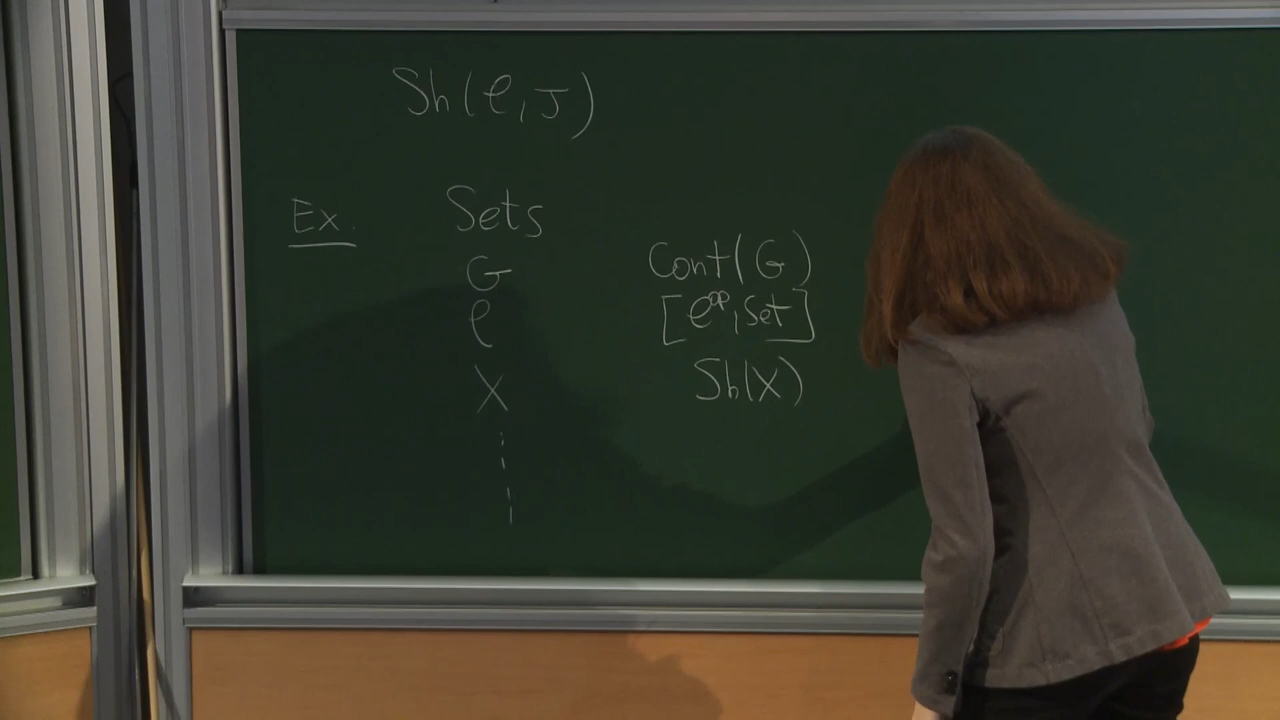 Sh(𝒞, J)
Ex. Sets
G Cont(G)
𝒞 [𝒞^op, Set]
X Sh(X)